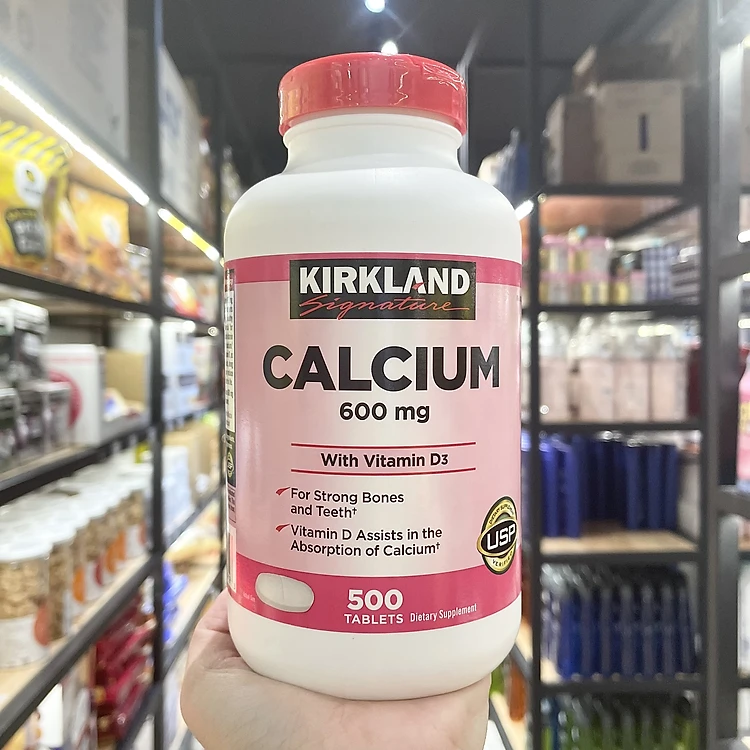 KIRKLAND
Signature
CALCIUM
600 mg
With Vitamin D3
For Strong Bones
and Teeth†
Vitamin D Assists in the
Absorption of Calcium†
USP
500
TABLETS Dietary Supplement